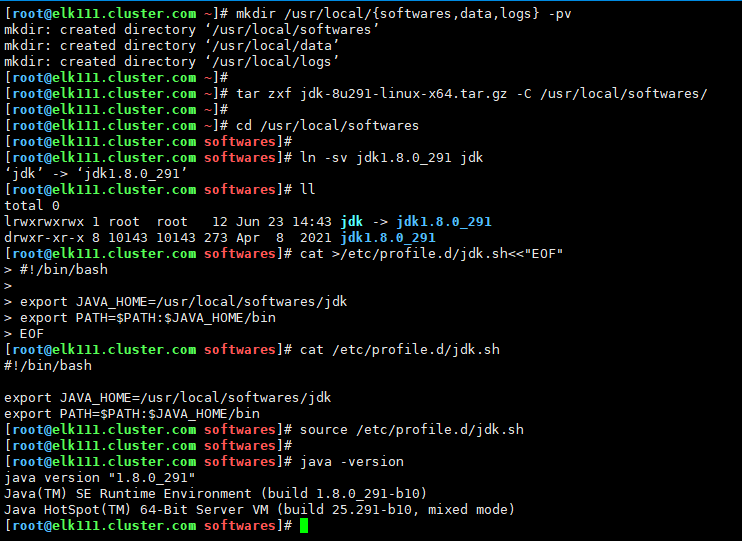 [root@elk111.cluster.com ~]# mkdir /usr/local/{softwares,data,logs} -pv
mkdir: created directory ‘/usr/local/softwares’
mkdir: created directory ‘/usr/local/data’
mkdir: created directory ‘/usr/local/logs’
[root@elk111.cluster.com ~]#
[root@elk111.cluster.com ~]# tar zxf jdk-8u291-linux-x64.tar.gz -C /usr/local/softwares/
[root@elk111.cluster.com ~]#
[root@elk111.cluster.com ~]# cd /usr/local/softwares
[root@elk111.cluster.com softwares]#
[root@elk111.cluster.com softwares]# ln -sv jdk1.8.0_291 jdk
‘jdk’ -> ‘jdk1.8.0_291’
[root@elk111.cluster.com softwares]# ll
total 0
lrwxrwxrwx 1 root  root   12 Jun 23 14:43 jdk -> jdk1.8.0_291
drwxr-xr-x 8 10143 10143 273 Apr  8  2021 jdk1.8.0_291
[root@elk111.cluster.com softwares]# cat >/etc/profile.d/jdk.sh<<"EOF"
> #!/bin/bash
>
> export JAVA_HOME=/usr/local/softwares/jdk
> export PATH=$PATH:$JAVA_HOME/bin
> EOF
[root@elk111.cluster.com softwares]# cat /etc/profile.d/jdk.sh
#!/bin/bash

export JAVA_HOME=/usr/local/softwares/jdk
export PATH=$PATH:$JAVA_HOME/bin
[root@elk111.cluster.com softwares]# source /etc/profile.d/jdk.sh
[root@elk111.cluster.com softwares]#
[root@elk111.cluster.com softwares]# java -version
java version "1.8.0_291"
Java(TM) SE Runtime Environment (build 1.8.0_291-b10)
Java HotSpot(TM) 64-Bit Server VM (build 25.291-b10, mixed mode)
[root@elk111.cluster.com softwares]#